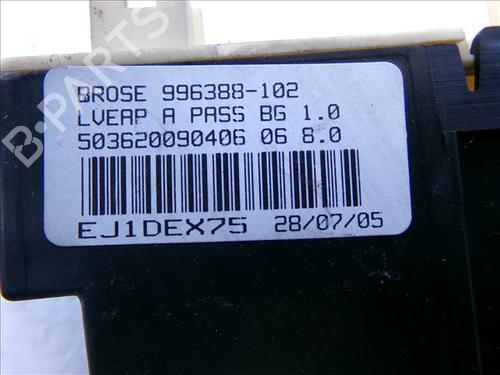 BROSE 996388-102
LVEAP A PASS BG 1.0
503620090406 06 8.0
EJ1DEX75 28/07/05
B-PARTS